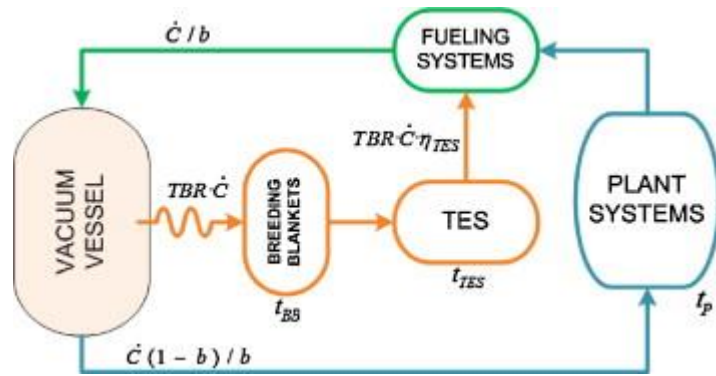 Ċ / b
FUELING
SYSTEMS
TBR·Ċ·η_TES
VACUUM
VESSEL
TBR·Ċ
BREEDING
BLANKETS
TES
PLANT
SYSTEMS
t_BB
t_TES
t_P
Ċ (1 − b) / b